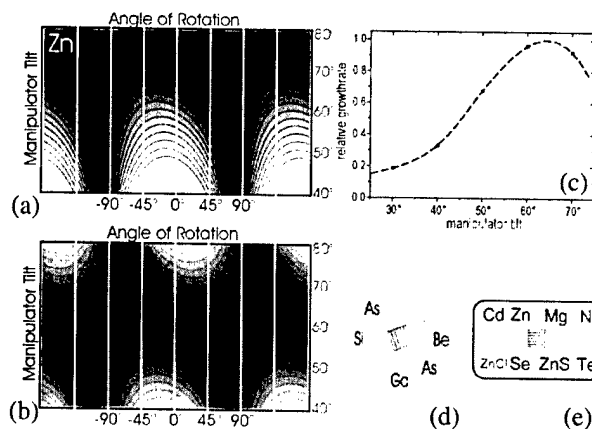 Angle of Rotation
Zn
Manipulator Tilt
80°
70°
60°
50°
40°
-90° -45° 0° 45° 90°
(a)
Angle of Rotation
Manipulator Tilt
80°
70°
60°
50°
40°
-90° -45° 0° 45° 90°
(b)
relative growthrate
1.0
0.8
0.6
0.4
0.2
0.0
30° 40° 50° 60° 70°
manipulator tilt
(c)
As
Si Be
As
Ga
(d)
Cd Zn Mg N
ZnCl Se ZnS Te
(e)